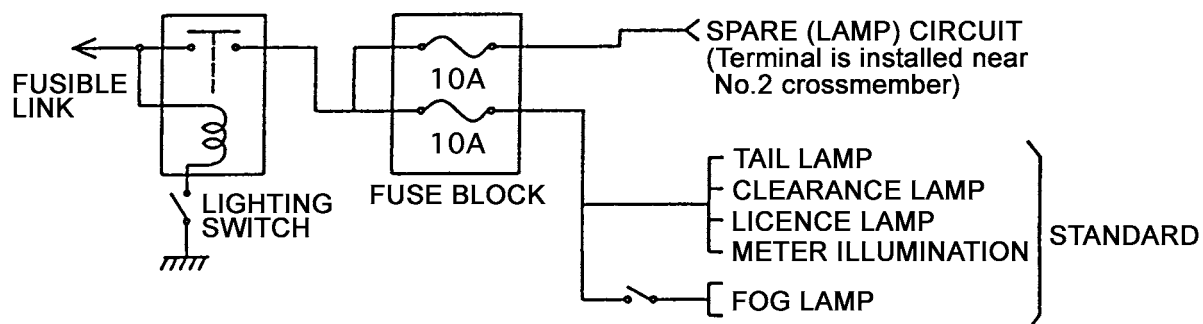 FUSIBLE
LINK
LIGHTING
SWITCH
10A
10A
FUSE BLOCK
SPARE (LAMP) CIRCUIT
(Terminal is installed near
No.2 crossmember)
TAIL LAMP
CLEARANCE LAMP
LICENCE LAMP
METER ILLUMINATION
FOG LAMP
STANDARD